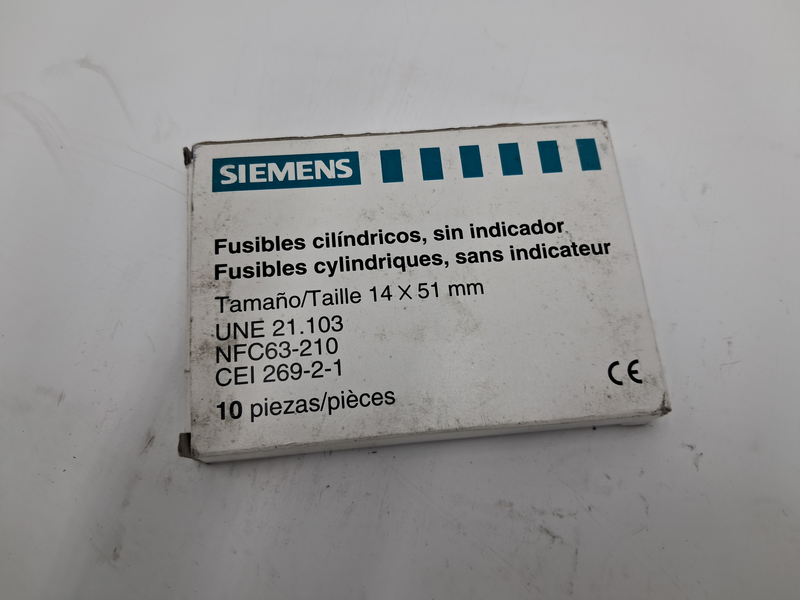 SIEMENS
Fusibles cilíndricos, sin indicador
Fusibles cylindriques, sans indicateur
Tamaño/Taille 14 X 51 mm
UNE 21.103
NFC63-210
CEI 269-2-1
10 piezas/pièces
CE